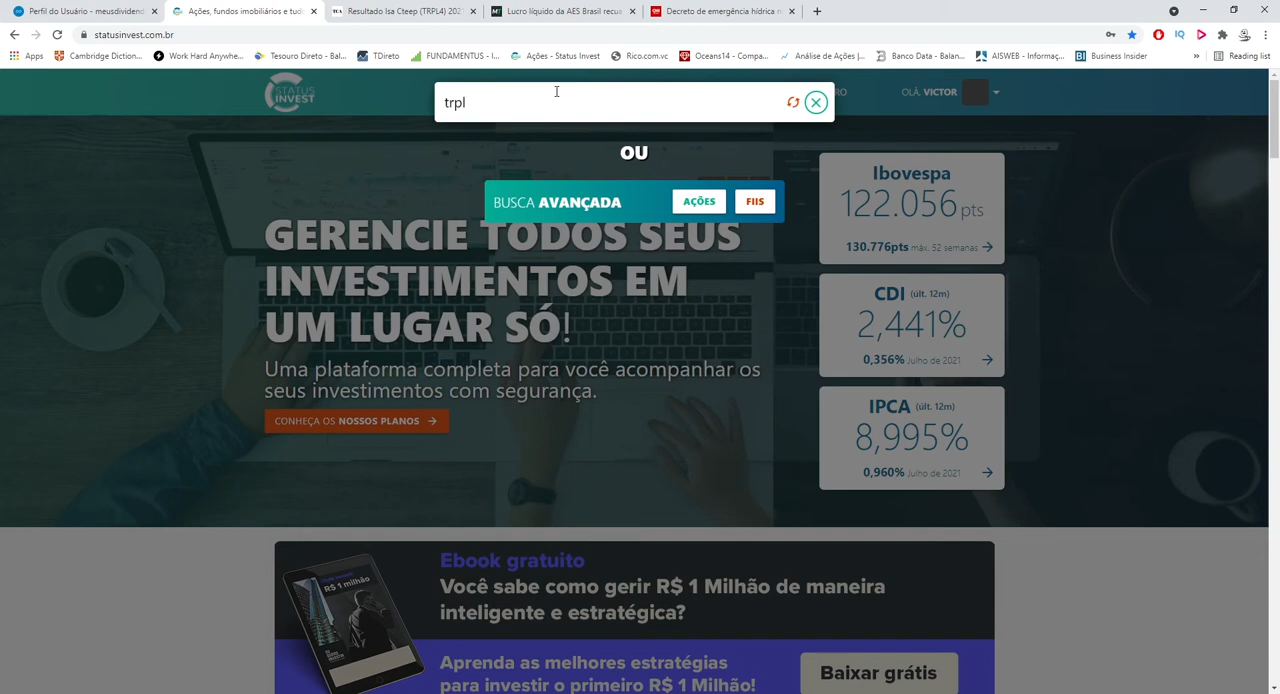 Perfil do Usuário - meusdividend
Ações, fundos imobiliários e tudo
Resultado Isa Cteep (TRPL4) 202
Lucro líquido da AES Brasil recua
Decreto de emergência hídrica n
statusinvest.com.br
Apps
Cambridge Diction...
Work Hard Anywhe...
Tesouro Direto - Bal...
TDireto
FUNDAMENTUS - I...
Ações - Status Invest
Rico.com.vc
Oceans14 - Compa...
Análise de Ações |...
Banco Data - Balan...
AISWEB - Informaç...
Business Insider
»
Reading list
STATUS
INVEST
trpl
RO
OLÁ, VICTOR
OU
BUSCA AVANÇADA
AÇÕES
FIIS
GERENCIE TODOS SEUS
INVESTIMENTOS EM
UM LUGAR SÓ!
Uma plataforma completa para você acompanhar os
seus investimentos com segurança.
CONHEÇA OS NOSSOS PLANOS
Ibovespa
122.056 pts
130.776pts máx. 52 semanas
CDI (últ. 12m)
2,441%
0,356% Julho de 2021
IPCA (últ. 12m)
8,995%
0,960% Julho de 2021
R$ 1 milhão
Ebook gratuito
Você sabe como gerir R$ 1 Milhão de maneira
inteligente e estratégica?
Aprenda as melhores estratégias
para investir o primeiro R$ 1 Milhão!
Baixar grátis